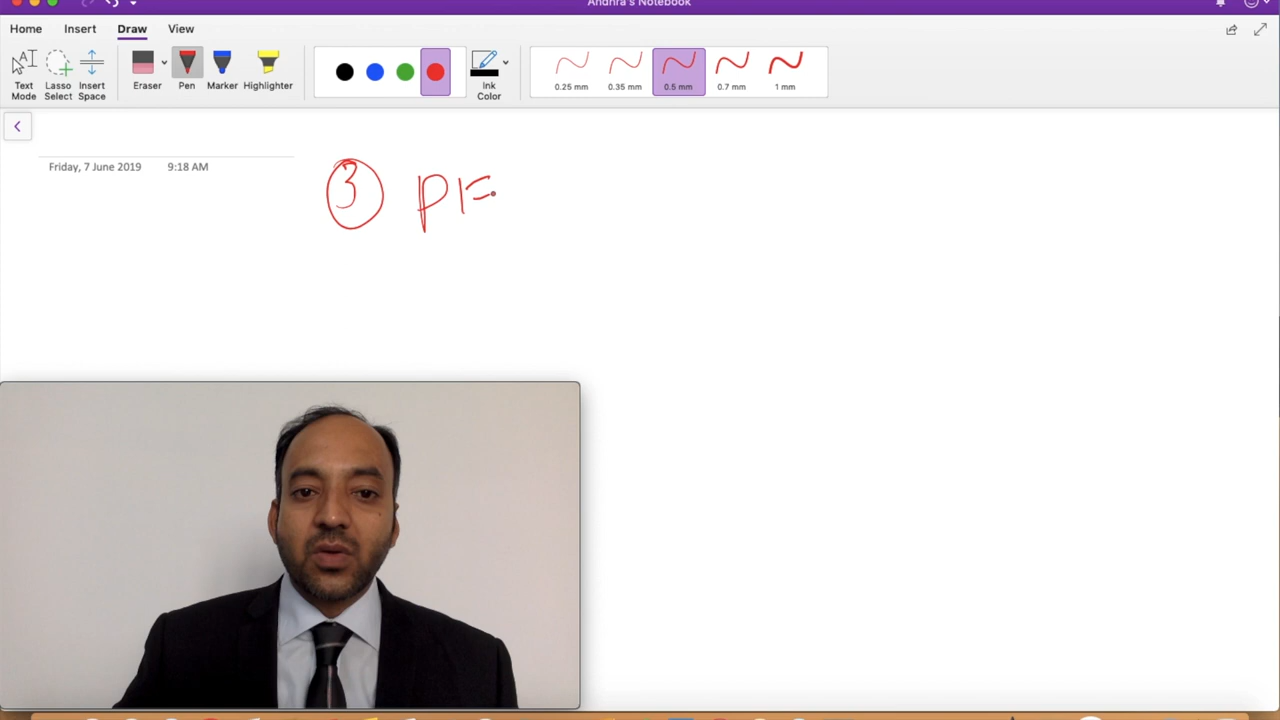 Andhra's Notebook
Home Insert Draw View
Text Mode
Lasso Select
Insert Space
Eraser
Pen
Marker
Highlighter
Ink Color
0.25 mm
0.35 mm
0.5 mm
0.7 mm
1 mm
Friday, 7 June 2019 9:18 AM
3 PF